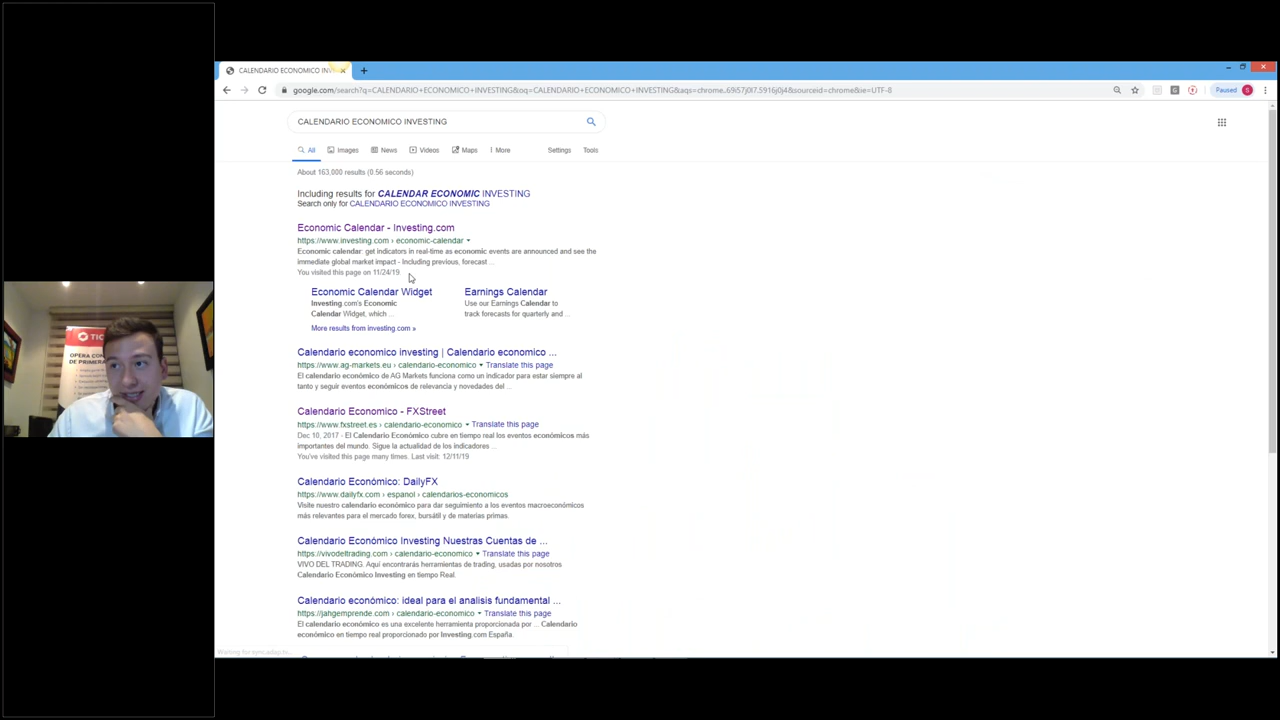 CALENDARIO ECONOMICO INV
google.com/search?q=CALENDARIO+ECONOMICO+INVESTING&oq=CALENDARIO+ECONOMICO+INVESTING&aqs=chrome..69i57j0l7.5916j0j4&sourceid=chrome&ie=UTF-8
Paused S
CALENDARIO ECONOMICO INVESTING
All Images News Videos Maps More Settings Tools
About 163,000 results (0.56 seconds)
Including results for CALENDAR ECONOMIC INVESTING
Search only for CALENDARIO ECONOMICO INVESTING
Economic Calendar - Investing.com
https://www.investing.com › economic-calendar
Economic calendar: get indicators in real-time as economic events are announced and see the
immediate global market impact - Including previous, forecast ...
You visited this page on 11/24/19.
Economic Calendar Widget
Investing com's Economic
Calendar Widget, which ...
Earnings Calendar
Use our Earnings Calendar to
track forecasts for quarterly and ...
More results from investing.com »
Calendario economico investing | Calendario economico ...
https://www.ag-markets.eu › calendario-economico Translate this page
El calendario económico de AG Markets funciona como un indicador para estar siempre al
tanto y seguir eventos económicos de relevancia y novedades del ...
Calendario Economico - FXStreet
https://www.fxstreet.es › calendario-economico Translate this page
Dec 10, 2017 - El Calendario Económico cubre en tiempo real los eventos económicos más
importantes del mundo. Sigue la actualidad de los indicadores ...
You've visited this page many times. Last visit: 12/11/19
Calendario Económico: DailyFX
https://www.dailyfx.com › espanol › calendarios-economicos
Visite nuestro calendario económico para dar seguimiento a los eventos macroeconómicos
más relevantes para el mercado forex, bursátil y de materias primas.
Calendario Económico Investing Nuestras Cuentas de ...
https://vivodeltrading.com › calendario-economico Translate this page
VIVO DEL TRADING. Aquí encontrarás herramientas de trading, usadas por nosotros
Calendario Económico Investing en tiempo Real.
Calendario económico: ideal para el analisis fundamental ...
https://jahgemprende.com › calendario-economico Translate this page
El calendario económico es una excelente herramienta proporcionada por ... Calendario
económico en tiempo real proporcionado por Investing.com España.
TIC
OPERA CON
DE PRIMERA